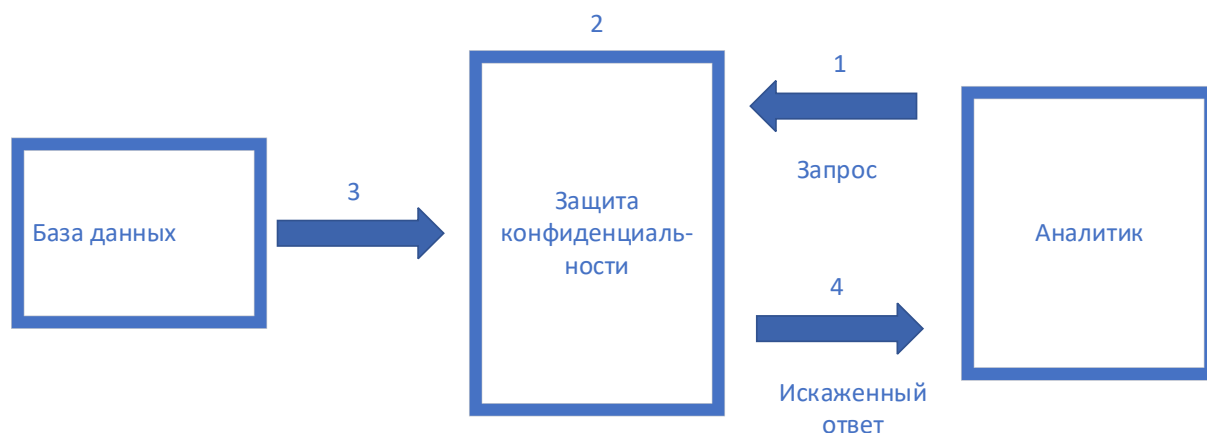 2
1
Запрос
База данных
3
Защита
конфиденциаль-
ности
Аналитик
4
Искаженный
ответ